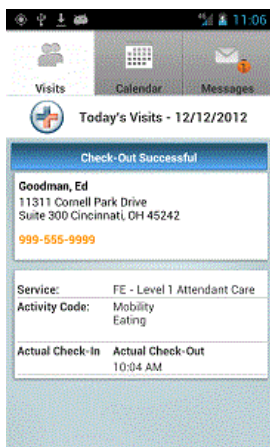 11:06
Visits Calendar Messages
Today's Visits - 12/12/2012
Check-Out Successful
Goodman, Ed
11311 Cornell Park Drive
Suite 300 Cincinnati, OH 45242
999-555-9999
Service: FE - Level 1 Attendant Care
Activity Code: Mobility
Eating
Actual Check-In Actual Check-Out
10:04 AM